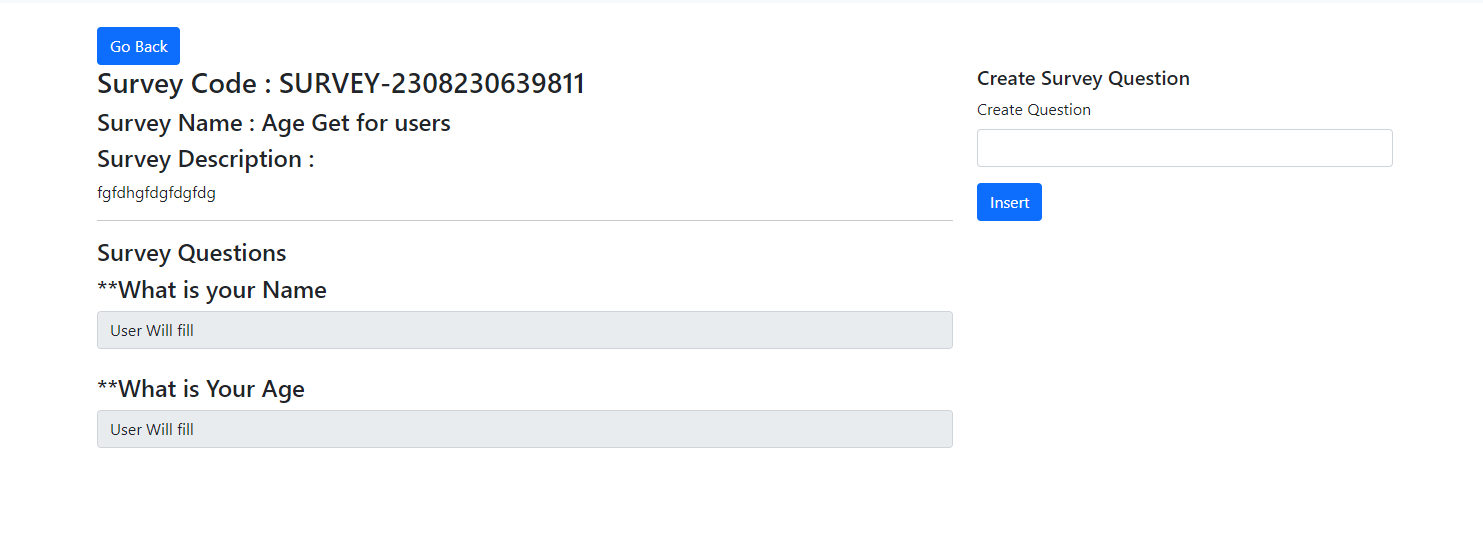 Go Back
Survey Code : SURVEY-2308230639811
Survey Name : Age Get for users
Survey Description :
fgfdhgfdgfdgfdg
Survey Questions
**What is your Name
User Will fill
**What is Your Age
User Will fill
Create Survey Question
Create Question
Insert